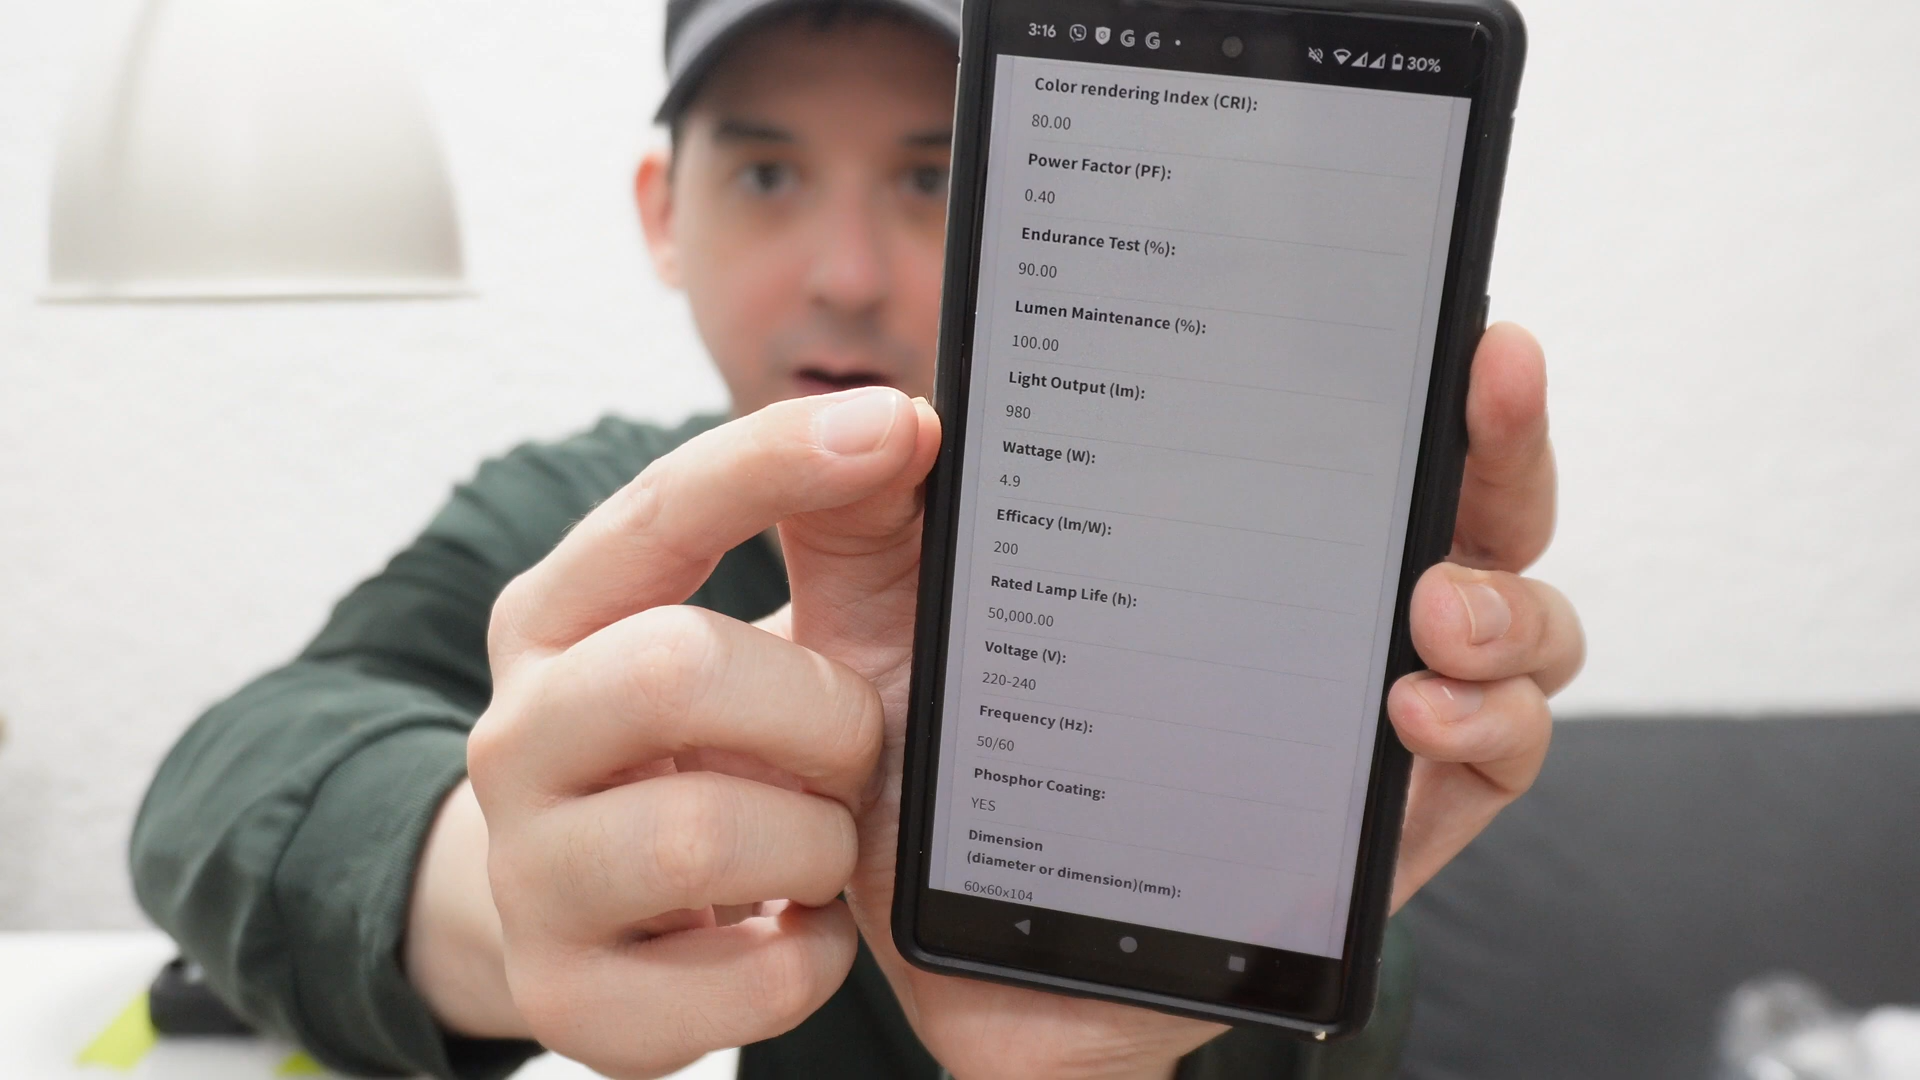 3:16
30%
Color rendering Index (CRI):
80.00
Power Factor (PF):
0.40
Endurance Test (%):
90.00
Lumen Maintenance (%):
100.00
Light Output (lm):
980
Wattage (W):
4.9
Efficacy (lm/W):
200
Rated Lamp Life (h):
50,000.00
Voltage (V):
220-240
Frequency (Hz):
50/60
Phosphor Coating:
YES
Dimension
(diameter or dimension)(mm):
60x60x104